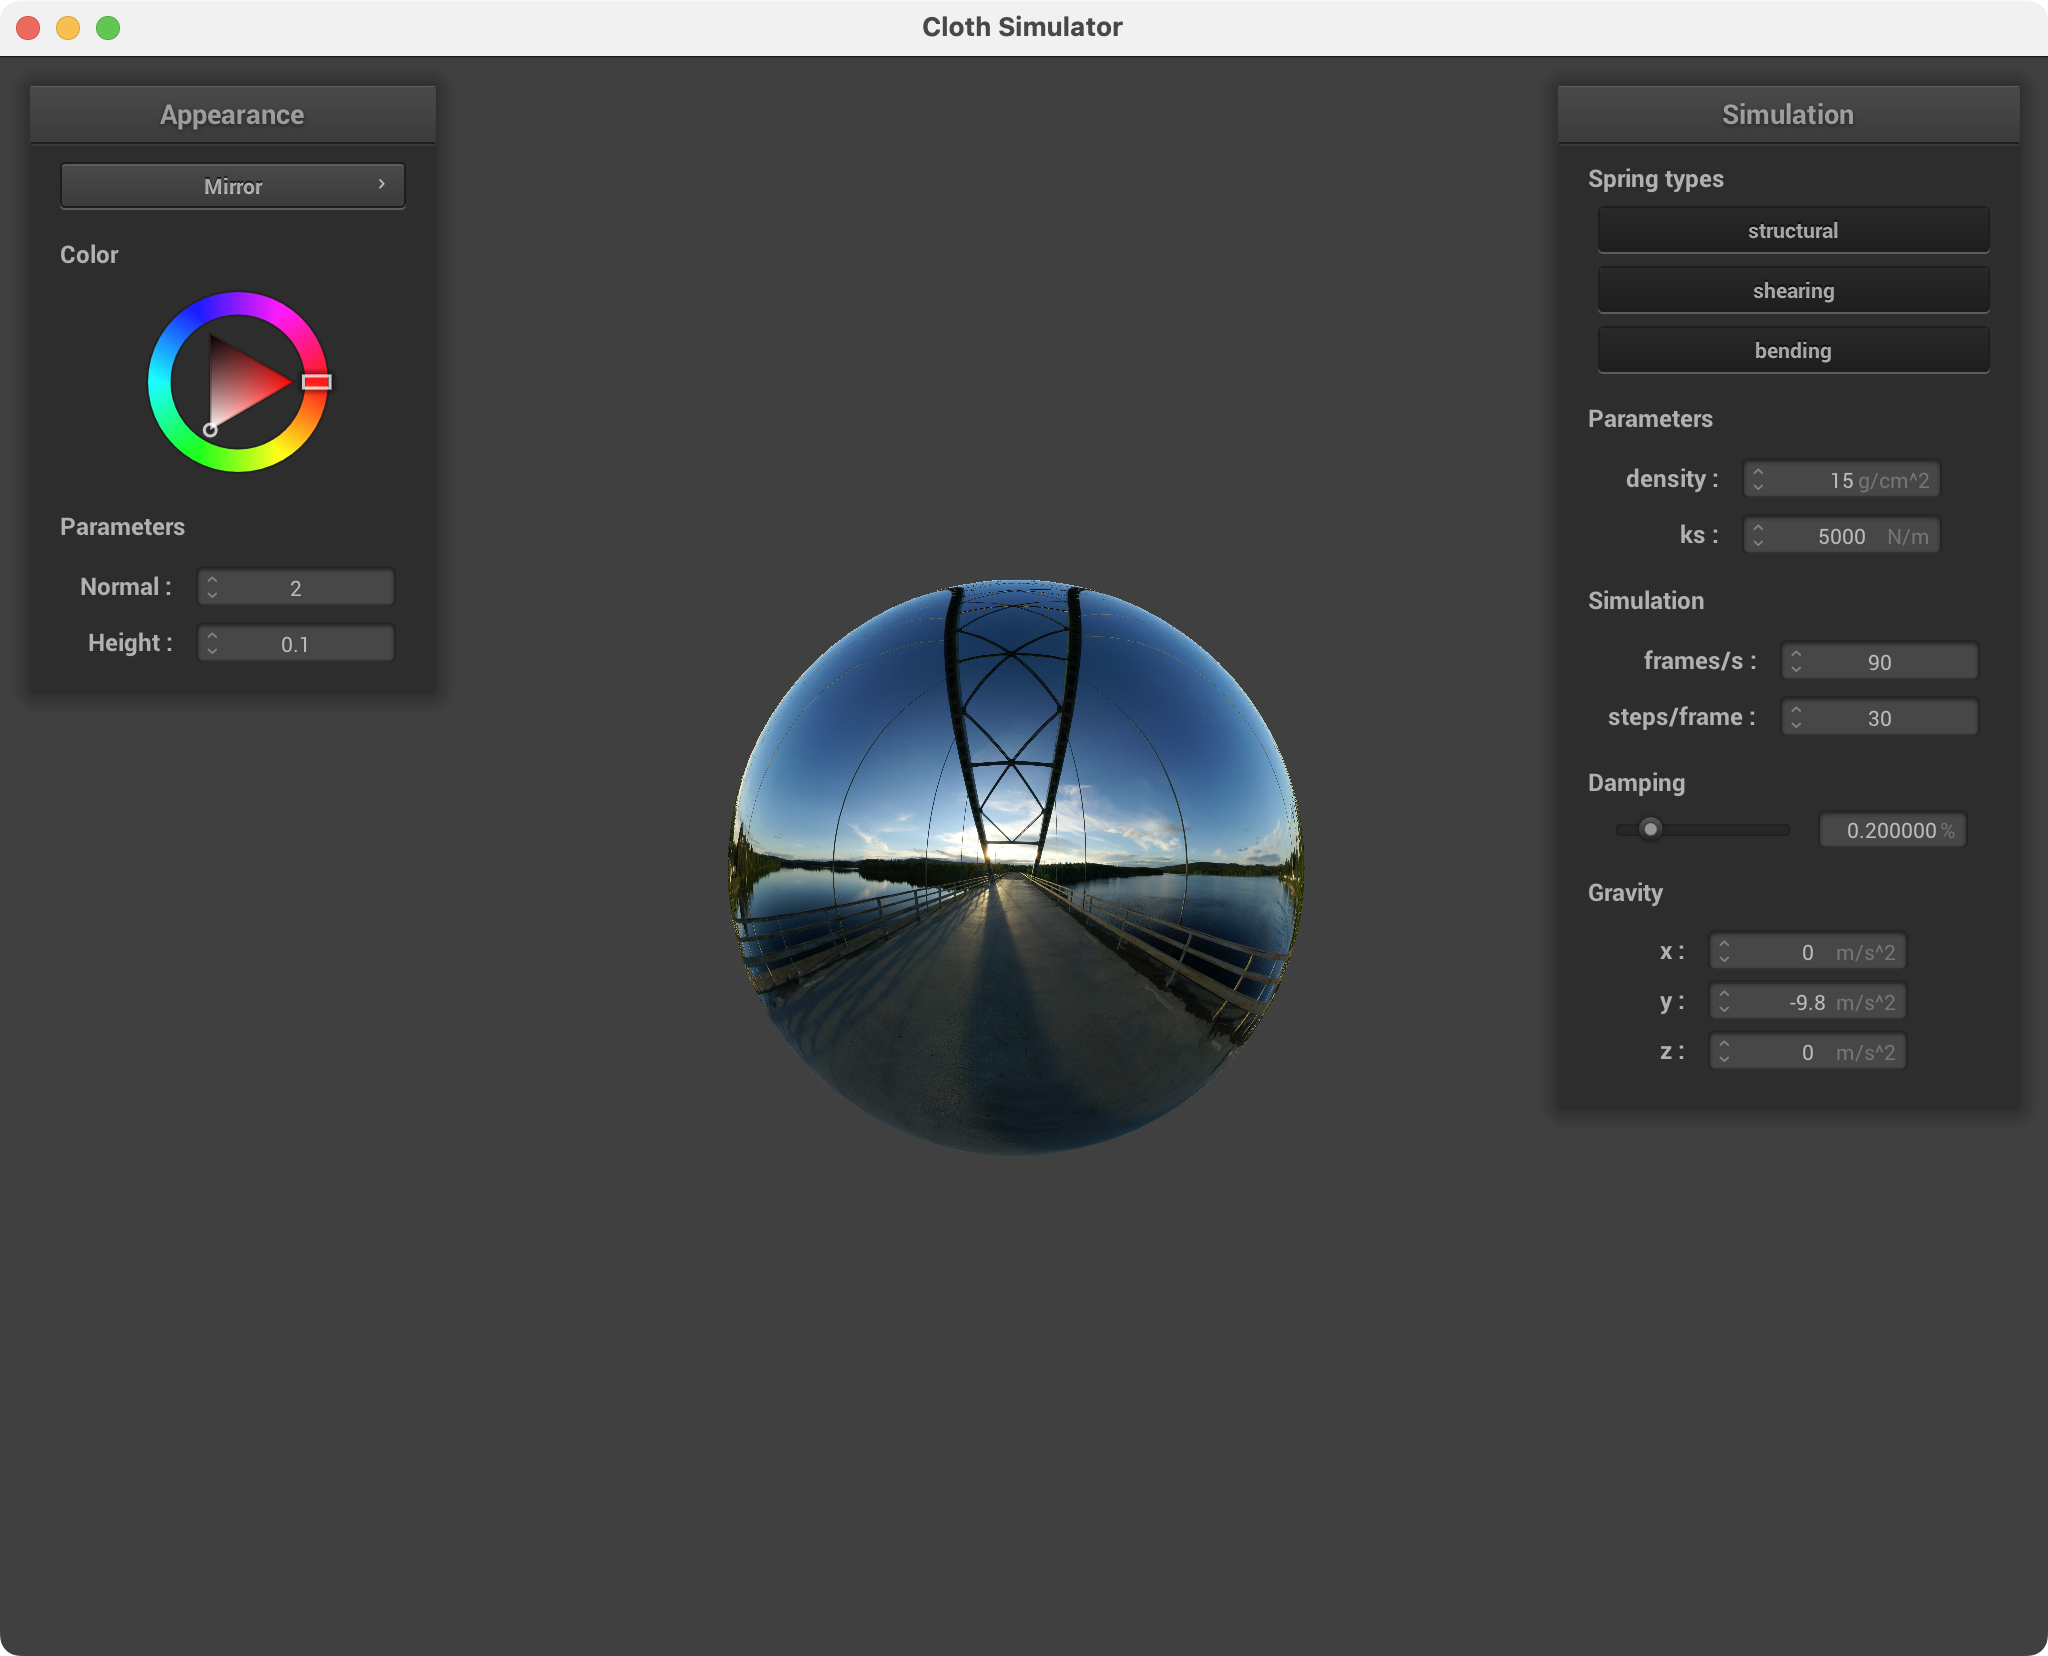 Cloth Simulator
Appearance
Mirror
Color
Parameters
Normal : 2
Height : 0.1
Simulation
Spring types
structural
shearing
bending
Parameters
density : 15 g/cm^2
ks : 5000 N/m
Simulation
frames/s : 90
steps/frame : 30
Damping
0.200000 %
Gravity
x : 0 m/s^2
y : -9.8 m/s^2
z : 0 m/s^2